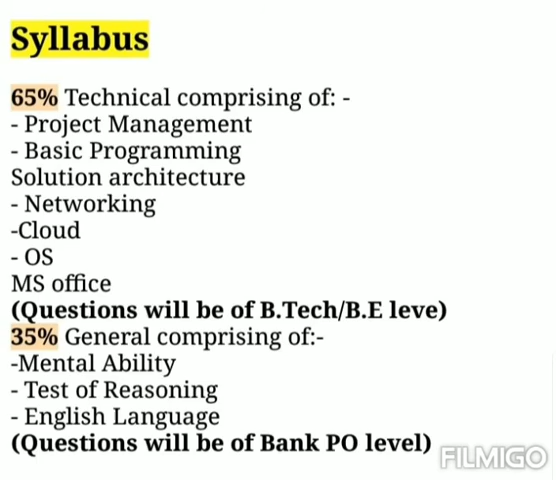 Syllabus
65% Technical comprising of: -
- Project Management
- Basic Programming
Solution architecture
- Networking
-Cloud
- OS
MS office
(Questions will be of B.Tech/B.E leve)
35% General comprising of:-
-Mental Ability
- Test of Reasoning
- English Language
(Questions will be of Bank PO level)
FILMIGO